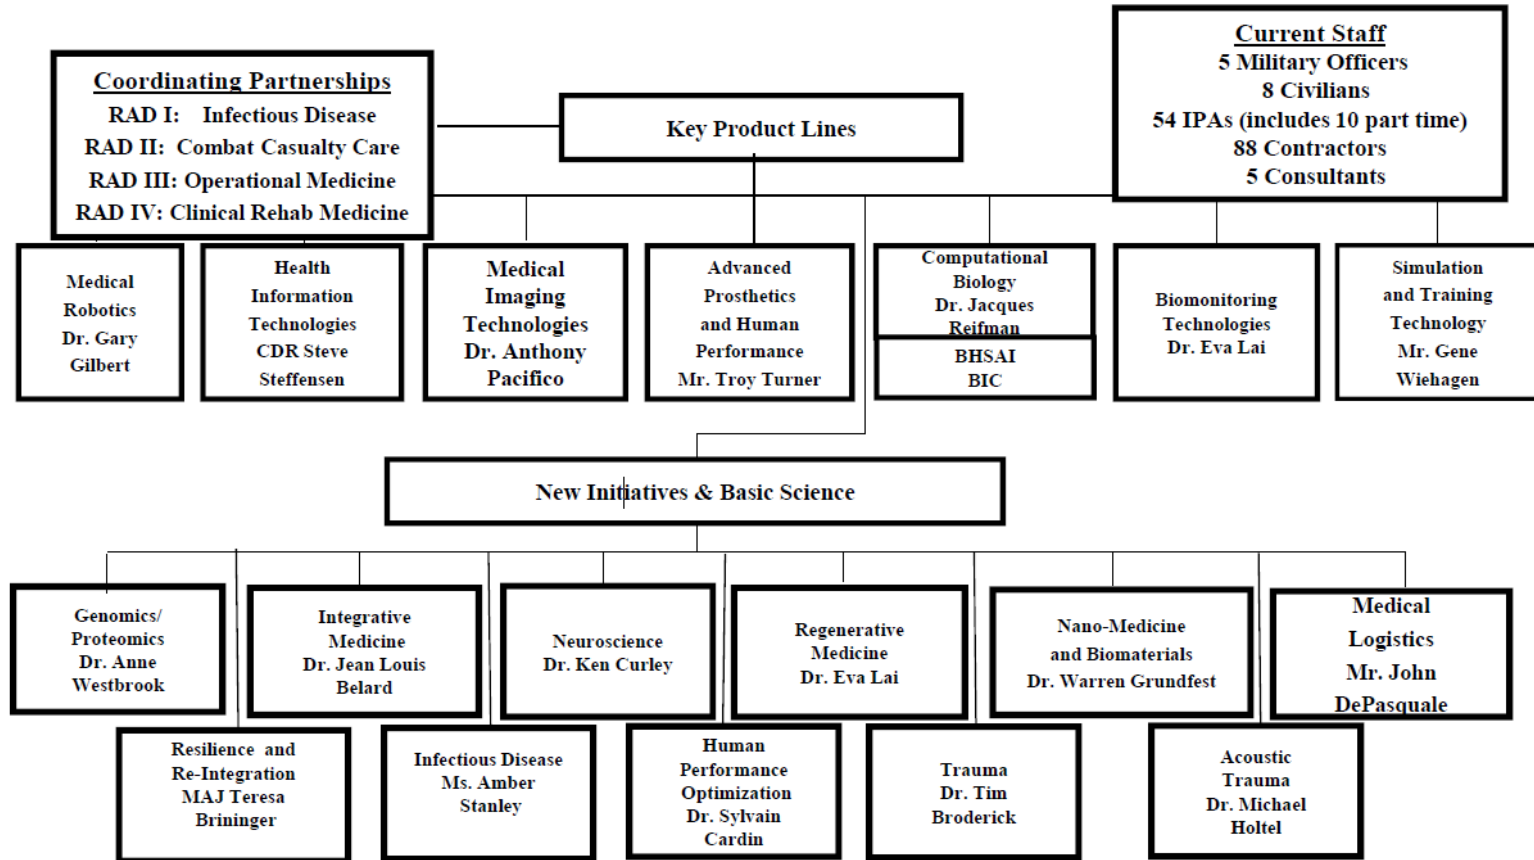 Coordinating Partnerships
RAD I: Infectious Disease
RAD II: Combat Casualty Care
RAD III: Operational Medicine
RAD IV: Clinical Rehab Medicine
Key Product Lines
Current Staff
5 Military Officers
8 Civilians
54 IPAs (includes 10 part time)
88 Contractors
5 Consultants
Medical
Robotics
Dr. Gary
Gilbert
Health
Information
Technologies
CDR Steve
Steffensen
Medical
Imaging
Technologies
Dr. Anthony
Pacifico
Advanced
Prosthetics
and Human
Performance
Mr. Troy Turner
Computational
Biology
Dr. Jacques
Reifman
BHSAI
BIC
Biomonitoring
Technologies
Dr. Eva Lai
Simulation
and Training
Technology
Mr. Gene
Wiehagen
New Initiatives & Basic Science
Genomics/
Proteomics
Dr. Anne
Westbrook
Integrative
Medicine
Dr. Jean Louis
Belard
Neuroscience
Dr. Ken Curley
Regenerative
Medicine
Dr. Eva Lai
Nano-Medicine
and Biomaterials
Dr. Warren Grundfest
Medical
Logistics
Mr. John
DePasquale
Resilience and
Re-Integration
MAJ Teresa
Brininger
Infectious Disease
Ms. Amber
Stanley
Human
Performance
Optimization
Dr. Sylvain
Cardin
Trauma
Dr. Tim
Broderick
Acoustic
Trauma
Dr. Michael
Holtel